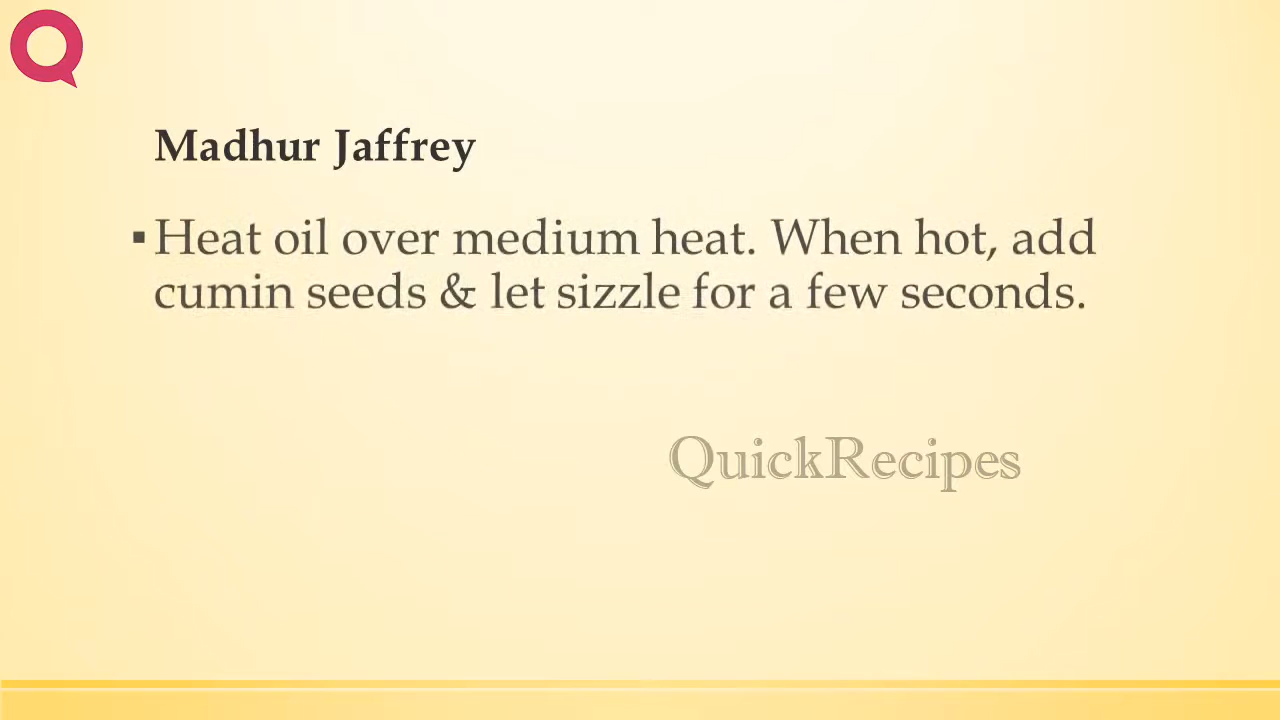 Madhur Jaffrey
▪Heat oil over medium heat. When hot, add
cumin seeds & let sizzle for a few seconds.
QuickRecipes